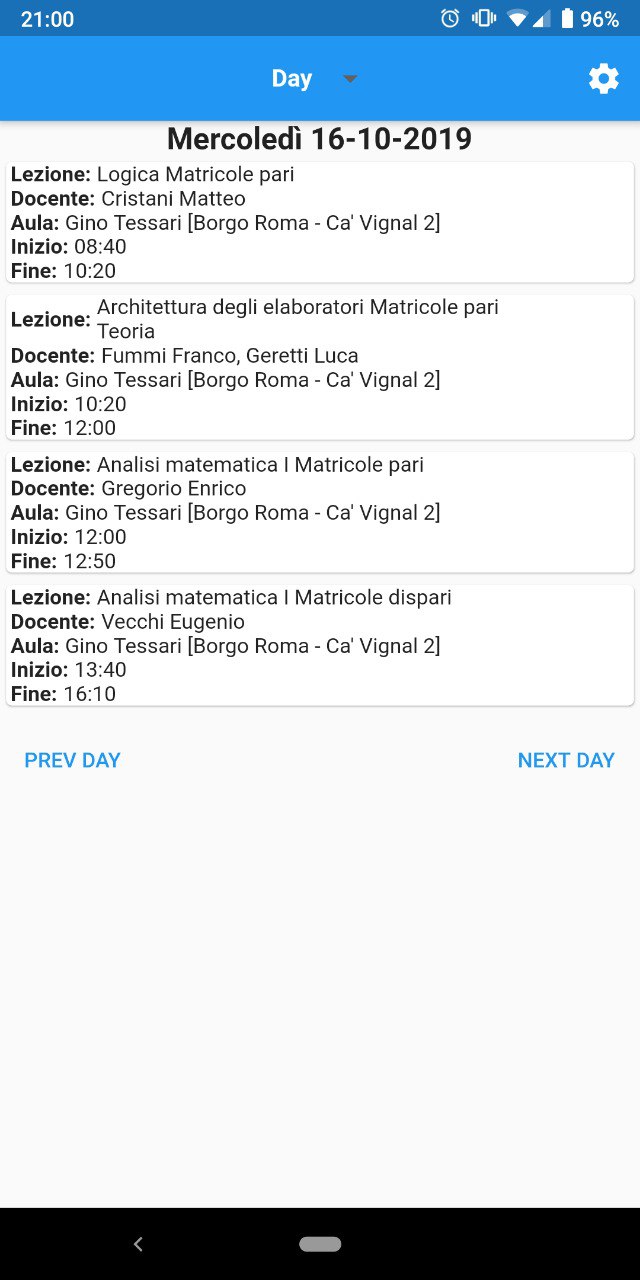 21:00
96%
Day
Mercoledì 16-10-2019
Lezione: Logica Matricole pari
Docente: Cristani Matteo
Aula: Gino Tessari [Borgo Roma - Ca' Vignal 2]
Inizio: 08:40
Fine: 10:20
Lezione: Architettura degli elaboratori Matricole pari
Teoria
Docente: Fummi Franco, Geretti Luca
Aula: Gino Tessari [Borgo Roma - Ca' Vignal 2]
Inizio: 10:20
Fine: 12:00
Lezione: Analisi matematica I Matricole pari
Docente: Gregorio Enrico
Aula: Gino Tessari [Borgo Roma - Ca' Vignal 2]
Inizio: 12:00
Fine: 12:50
Lezione: Analisi matematica I Matricole dispari
Docente: Vecchi Eugenio
Aula: Gino Tessari [Borgo Roma - Ca' Vignal 2]
Inizio: 13:40
Fine: 16:10
PREV DAY
NEXT DAY